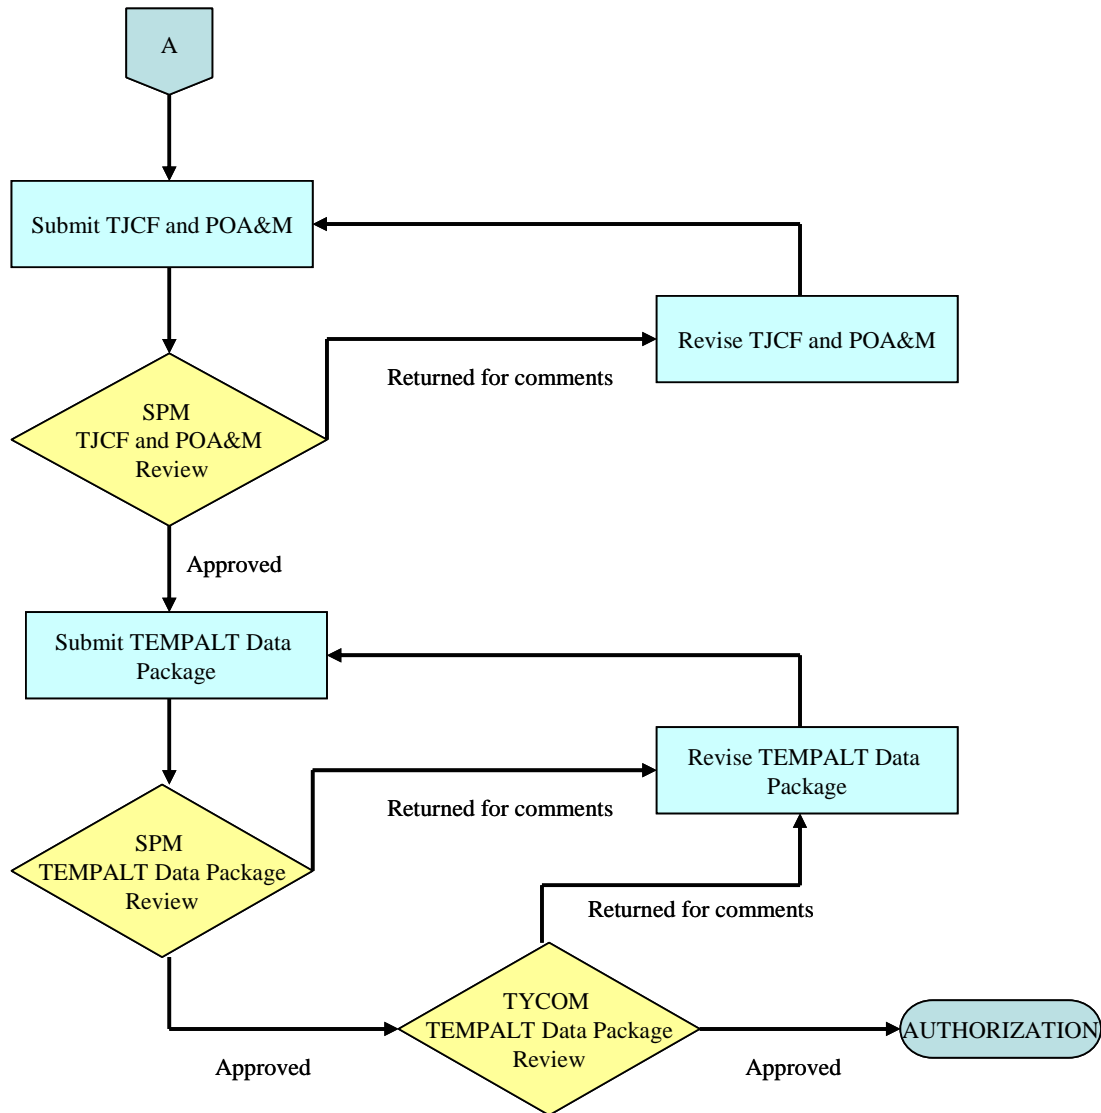 A
Submit TJCF and POA&M
Revise TJCF and POA&M
Returned for comments
SPM
TJCF and POA&M
Review
Approved
Submit TEMPALT Data
Package
Revise TEMPALT Data
Package
Returned for comments
SPM
TEMPALT Data Package
Review
Returned for comments
TYCOM
TEMPALT Data Package
Review
AUTHORIZATION
Approved
Approved